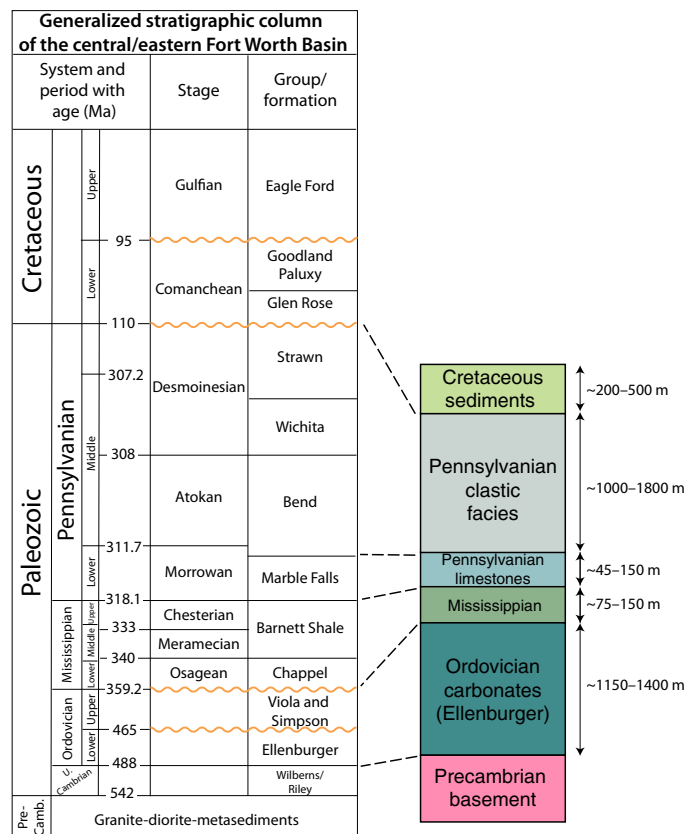 Generalized stratigraphic column
of the central/eastern Fort Worth Basin
System and
period with
age (Ma)
Stage
Group/
formation
Cretaceous
Upper
Gulfian
Eagle Ford
95
Lower
Comanchean
Goodland
Paluxy
Glen Rose
110
Paleozoic
Pennsylvanian
Middle
307.2
Desmoinesian
Strawn
Wichita
308
Atokan
Bend
311.7
Lower
Morrowan
Marble Falls
318.1
Mississippian
Upper
Chesterian
Barnett Shale
333
Middle
Meramecian
340
Lower
Osagean
Chappel
359.2
Ordovician
Upper
Viola and
Simpson
465
Lower
Ellenburger
488
U.
Cambrian
Wilberns/
Riley
542
Pre-
Camb.
Granite-diorite-metasediments
Cretaceous
sediments
~200–500 m
Pennsylvanian
clastic
facies
~1000–1800 m
Pennsylvanian
limestones
~45–150 m
Mississippian
~75–150 m
Ordovician
carbonates
(Ellenburger)
~1150–1400 m
Precambrian
basement